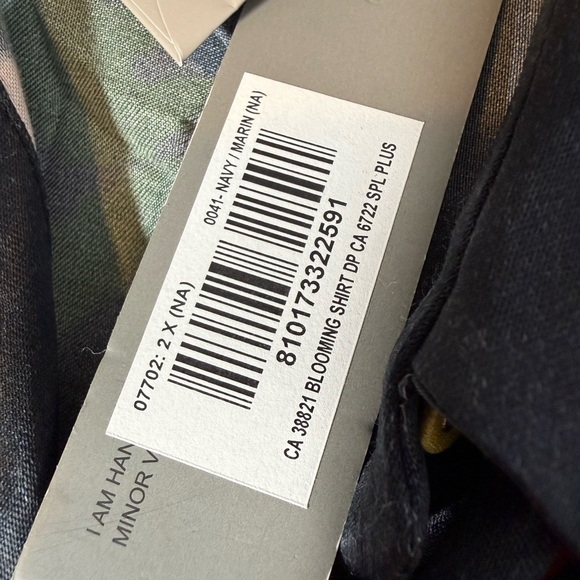 0041- NAVY / MARIN (NA)
07702: 2 X (NA)
810173322591
CA 38821 BLOOMING SHIRT DP CA 6722 SPL PLUS
I AM HAN
MINOR V